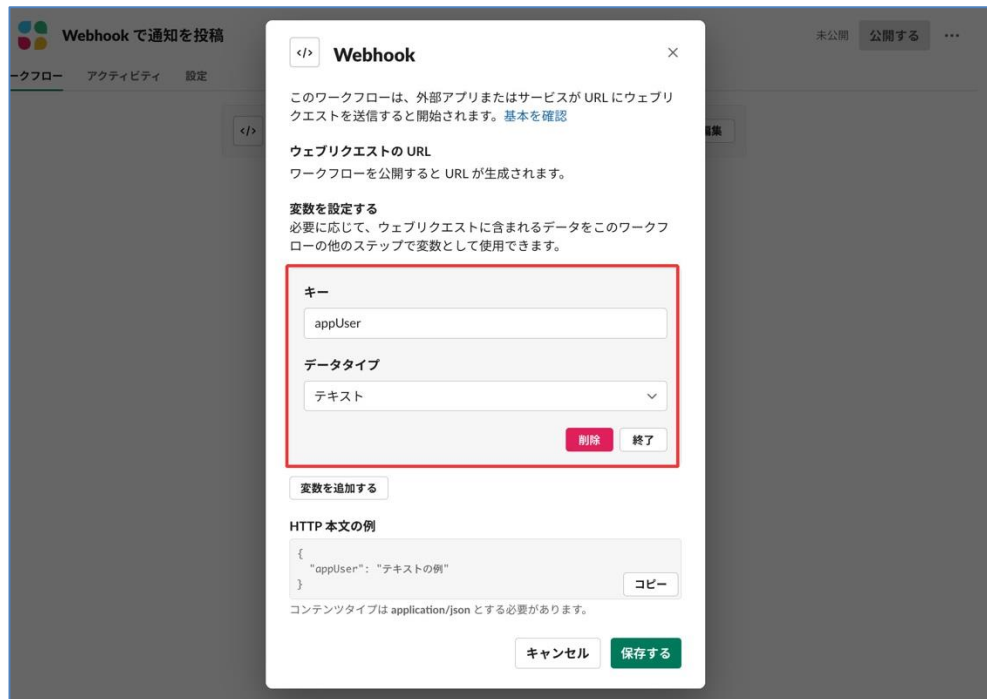 Webhook で通知を投稿
未公開
公開する
ークフロー
アクティビティ
設定
</>
編集
</>
Webhook
このワークフローは、外部アプリまたはサービスが URL にウェブリ
クエストを送信すると開始されます。基本を確認
ウェブリクエストの URL
ワークフローを公開すると URL が生成されます。
変数を設定する
必要に応じて、ウェブリクエストに含まれるデータをこのワークフ
ローの他のステップで変数として使用できます。
キー
appUser
データタイプ
テキスト
削除
終了
変数を追加する
HTTP 本文の例
{
"appUser": "テキストの例"
}
コピー
コンテンツタイプは application/json とする必要があります。
キャンセル
保存する